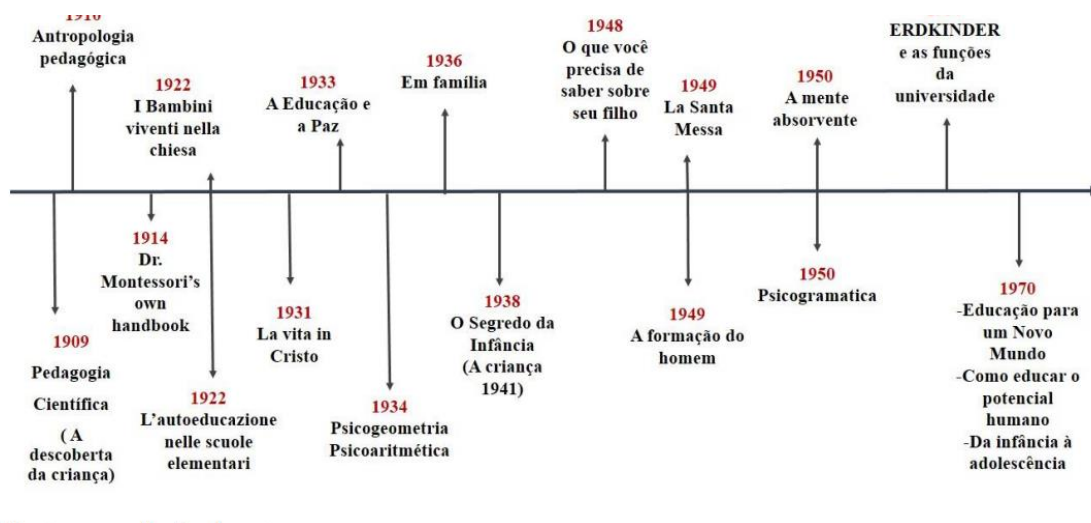 1910
Antropologia
pedagógica
1909
Pedagogia
Científica
( A
descoberta
da criança)
1914
Dr.
Montessori's
own
handbook
1922
I Bambini
viventi nella
chiesa
1922
L'autoeducazione
nelle scuole
elementari
1931
La vita in
Cristo
1933
A Educação e
a Paz
1934
Psicogeometria
Psicoaritmética
1936
Em família
1938
O Segredo da
Infância
(A criança
1941)
1948
O que você
precisa de
saber sobre
seu filho
1949
La Santa
Messa
1949
A formação do
homem
1950
A mente
absorvente
1950
Psicogramatica
ERDKINDER
e as funções
da
universidade
1970
-Educação para
um Novo
Mundo
-Como educar o
potencial
humano
-Da infância à
adolescência